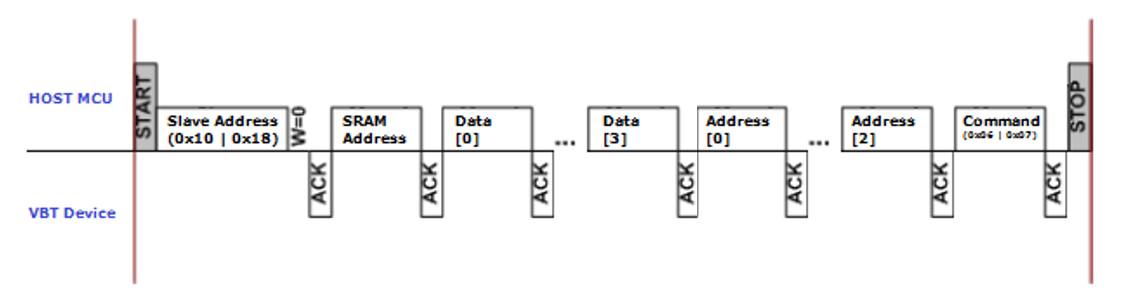 HOST MCU
START
Slave Address
(0x10 | 0x18)
W=0
ACK
SRAM
Address
ACK
Data
[0]
ACK
...
Data
[3]
ACK
Address
[0]
ACK
...
Address
[2]
ACK
Command
(0x06 | 0x07)
ACK
STOP
VBT Device